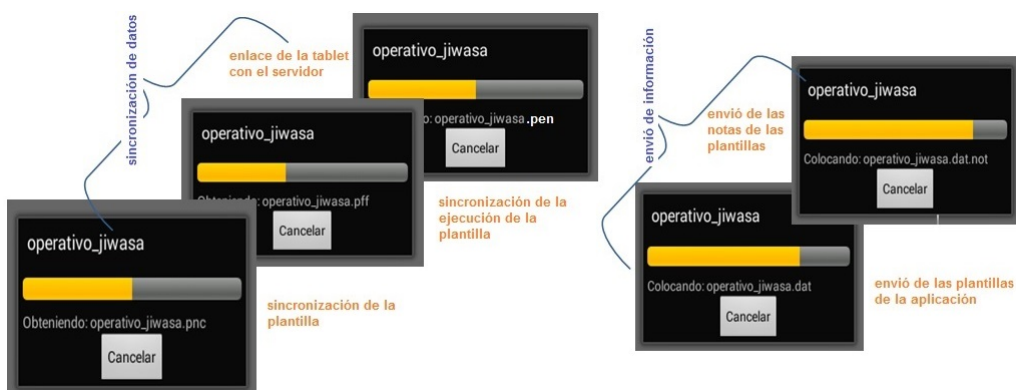 sincronización de datos
enlace de la tablet
con el servidor
operativo_jiwasa
operativo_jiwasa.pen
Cancelar
operativo_jiwasa
Obteniendo: operativo_jiwasa.pff
Cancelar
sincronización de la
ejecución de la
plantilla
operativo_jiwasa
Obteniendo: operativo_jiwasa.pnc
Cancelar
sincronización de la
plantilla
envió de información
envió de las
notas de las
plantillas
operativo_jiwasa
Colocando: operativo_jiwasa.dat.not
Cancelar
operativo_jiwasa
Colocando: operativo_jiwasa.dat
Cancelar
envió de las plantillas
de la aplicación